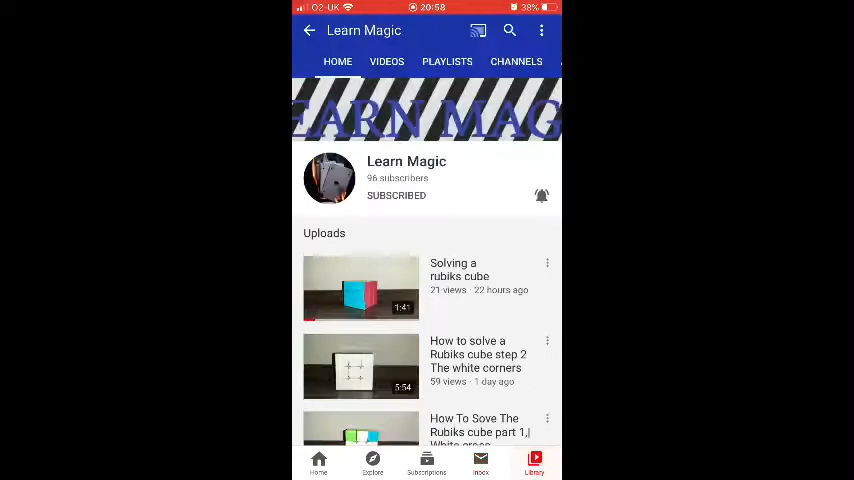 O2-UK 20:58 38%
Learn Magic
HOME VIDEOS PLAYLISTS CHANNELS
EARN MAG
Learn Magic
96 subscribers
SUBSCRIBED
Uploads
Solving a
rubiks cube
21 views · 22 hours ago
1:41
How to solve a
Rubiks cube step 2
The white corners
59 views · 1 day ago
5:54
How To Sove The
Rubiks cube part 1,|
White cross
Home Explore Subscriptions Inbox Library